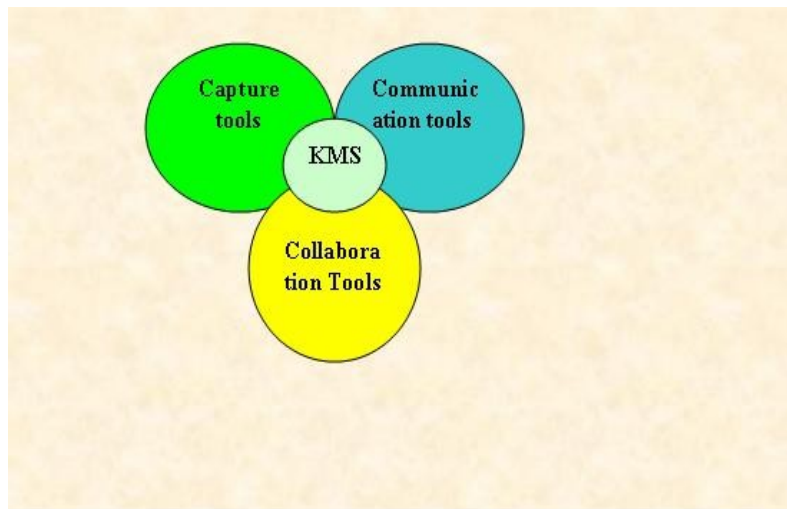 Capture
tools
Communic
ation tools
KMS
Collabora
tion Tools